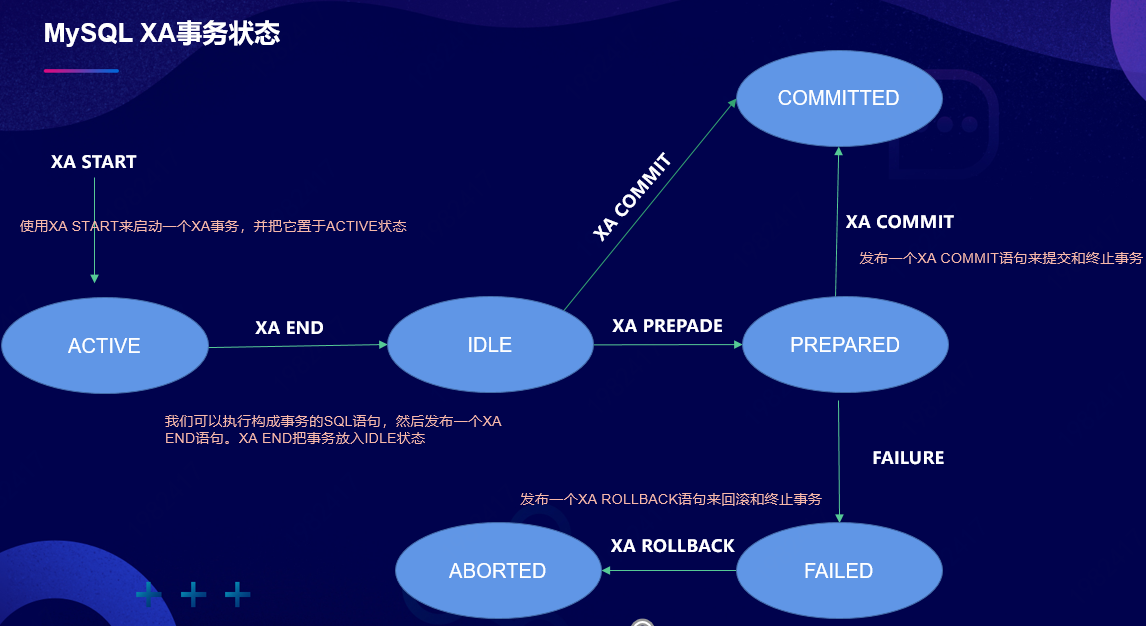 MySQL XA事务状态
COMMITTED
XA START
XA COMMIT
XA COMMIT
使用XA START来启动一个XA事务，并把它置于ACTIVE状态
发布一个XA COMMIT语句来提交和终止事务
ACTIVE
XA END
IDLE
XA PREPADE
PREPARED
我们可以执行构成事务的SQL语句，然后发布一个XA
END语句。XA END把事务放入IDLE状态
FAILURE
发布一个XA ROLLBACK语句来回滚和终止事务
ABORTED
XA ROLLBACK
FAILED